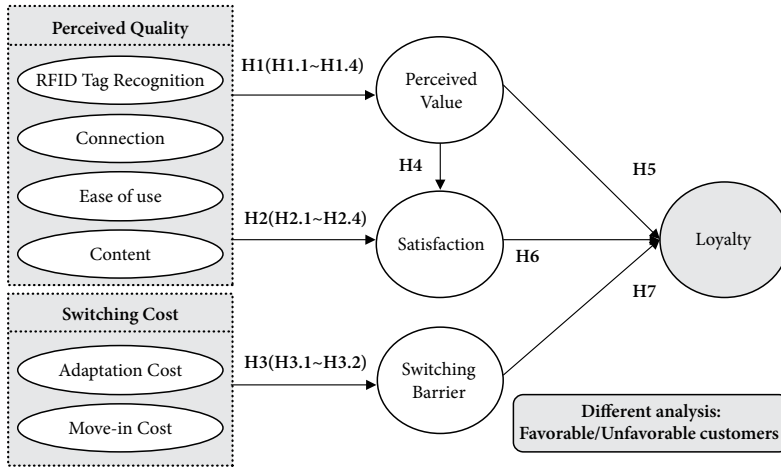 Perceived Quality
RFID Tag Recognition
Connection
Ease of use
Content
H1(H1.1~H1.4)
H2(H2.1~H2.4)
Switching Cost
Adaptation Cost
Move-in Cost
H3(H3.1~H3.2)
Perceived
Value
H4
Satisfaction
Switching
Barrier
H5
H6
H7
Loyalty
Different analysis:
Favorable/Unfavorable customers